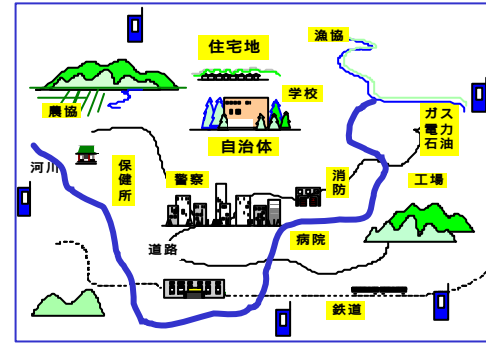 住宅地
漁協
学校
農協
自治体
ガス
電力
石油
河川
保健所
警察
消防
工場
道路
病院
鉄道